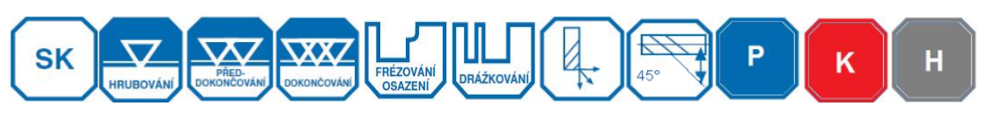 SK
HRUBOVÁNÍ
PŘED-
DOKONČOVÁNÍ
DOKONČOVÁNÍ
FRÉZOVÁNÍ
OSAZENÍ
DRÁŽKOVÁNÍ
45°
P
K
H